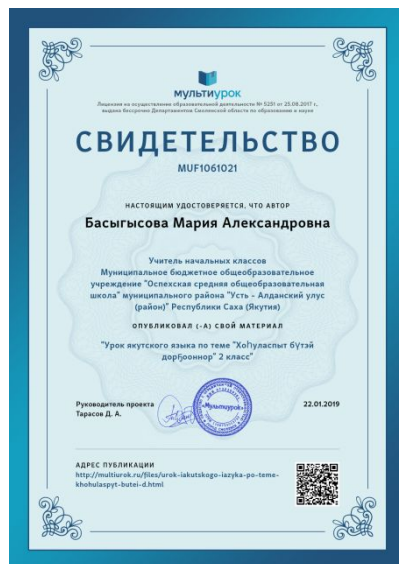 мультиурок
Лицензия на осуществление образовательной деятельности № 5251 от 25.08.2017 г.,
выдана бессрочно Департаментом Смоленской области по образованию и науке
СВИДЕТЕЛЬСТВО
MUF1061021
НАСТОЯЩИМ УДОСТОВЕРЯЕТСЯ, ЧТО АВТОР
Басыгысова Мария Александровна
Учитель начальных классов
Муниципальное бюджетное общеобразовательное
учреждение "Оспехская средняя общеобразовательная
школа" муниципального района "Усть - Алданский улус
(район)" Республики Саха (Якутия)
ОПУБЛИКОВАЛ (-А) СВОЙ МАТЕРИАЛ
"Урок якутского языка по теме "Хоһуласпыт бүтэй
дорҕооннор" 2 класс"
Руководитель проекта
Тарасов Д. А.
«Мультиурок»
22.01.2019
АДРЕС ПУБЛИКАЦИИ
http://multiurok.ru/files/urok-iakutskogo-iazyka-po-teme-
khohulaspyt-butei-d.html